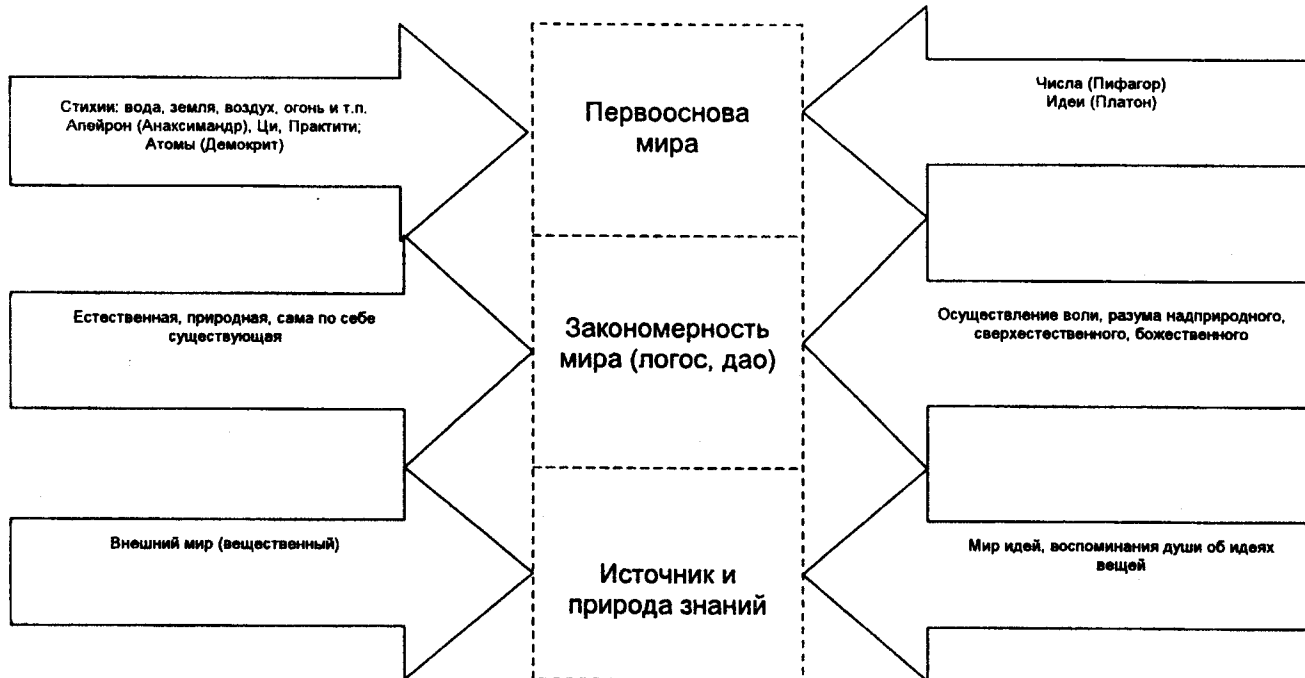 Стихии: вода, земля, воздух, огонь и т.п.
Апейрон (Анаксимандр), Ци, Практити;
Атомы (Демокрит)
Первооснова
мира
Числа (Пифагор)
Идеи (Платон)
Естественная, природная, сама по себе
существующая
Закономерность
мира (логос, дао)
Осуществление воли, разума надприродного,
сверхестественного, божественного
Внешний мир (вещественный)
Источник и
природа знаний
Мир идей, воспоминания души об идеях
вещей